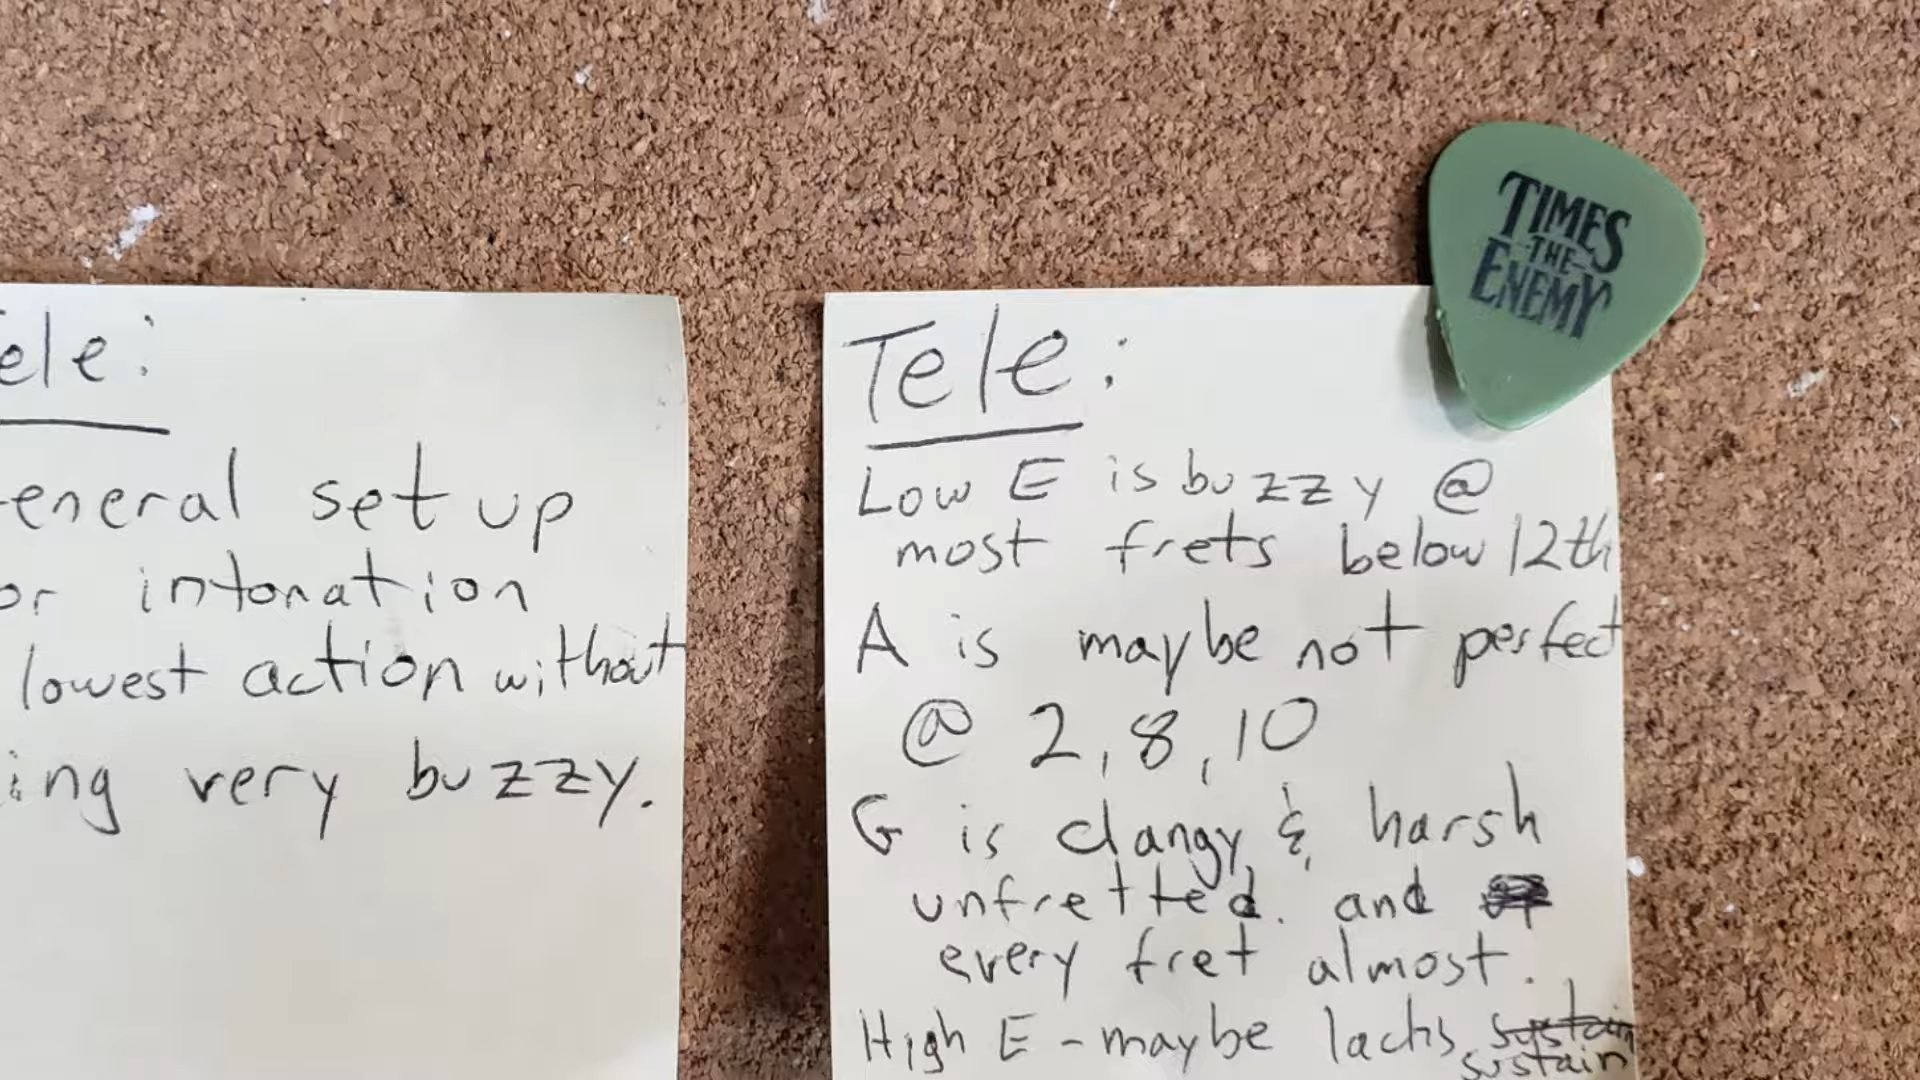 ele:
eneral set up
or intonation
lowest action without
ing very buzzy.
TIMES
-THE-
ENEMY
Tele:
Low E is buzzy @
most frets below 12th
A is maybe not perfect
@ 2, 8, 10
G is clangy & harsh
unfretted. and
every fret almost.
High E - maybe lacks sustain
sustain